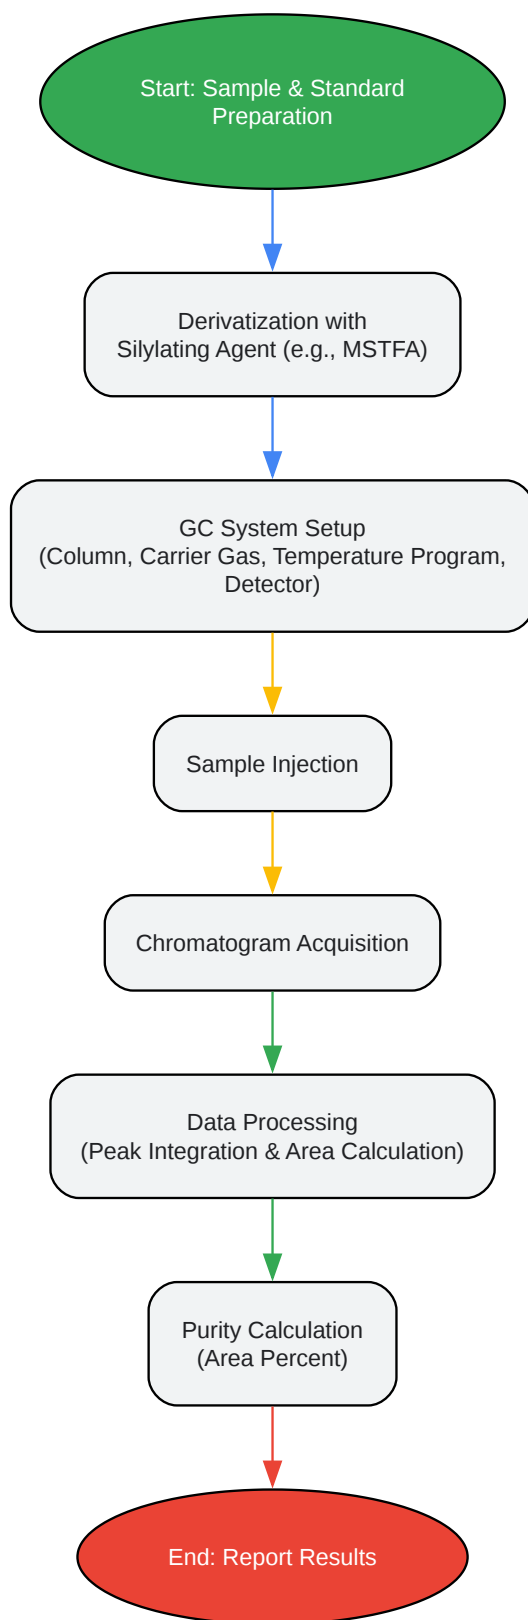 Start: Sample & Standard
Preparation
Derivatization with
Silylating Agent (e.g., MSTFA)
GC System Setup
(Column, Carrier Gas, Temperature Program,
Detector)
Sample Injection
Chromatogram Acquisition
Data Processing
(Peak Integration & Area Calculation)
Purity Calculation
(Area Percent)
End: Report Results